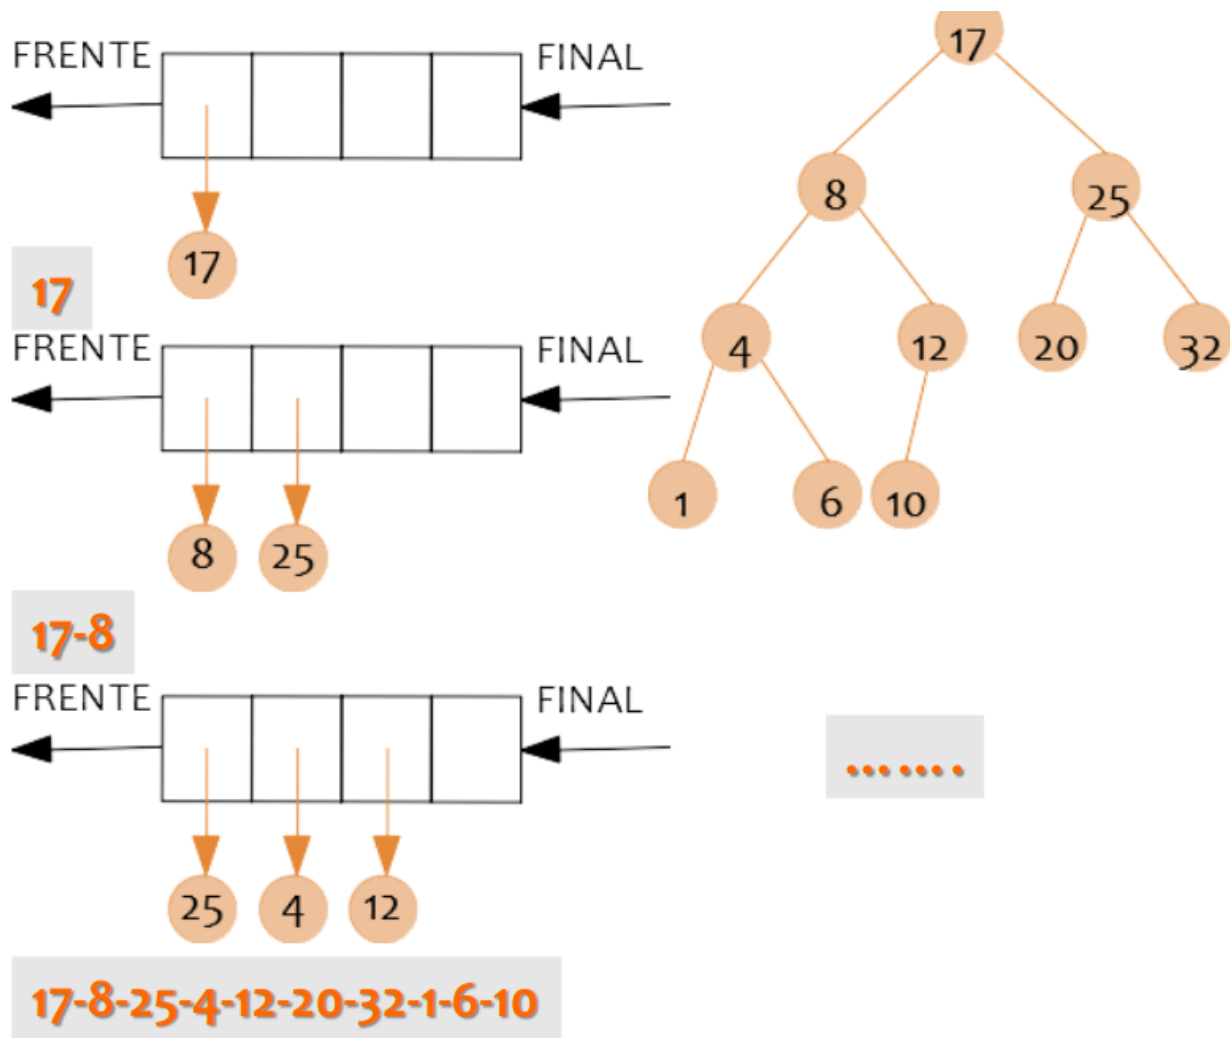 FRENTE FINAL
17
17
FRENTE FINAL
8 25
17-8
FRENTE FINAL
25 4 12
17-8-25-4-12-20-32-1-6-10
17
8 25
4 12 20 32
1 6 10
.......